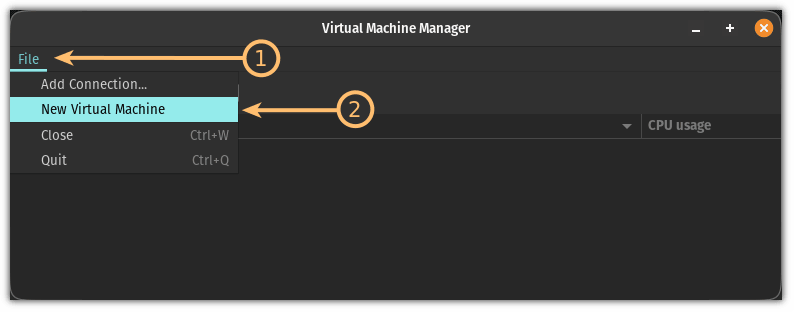 Virtual Machine Manager
File
1
Add Connection...
New Virtual Machine
2
Close Ctrl+W
CPU usage
Quit Ctrl+Q